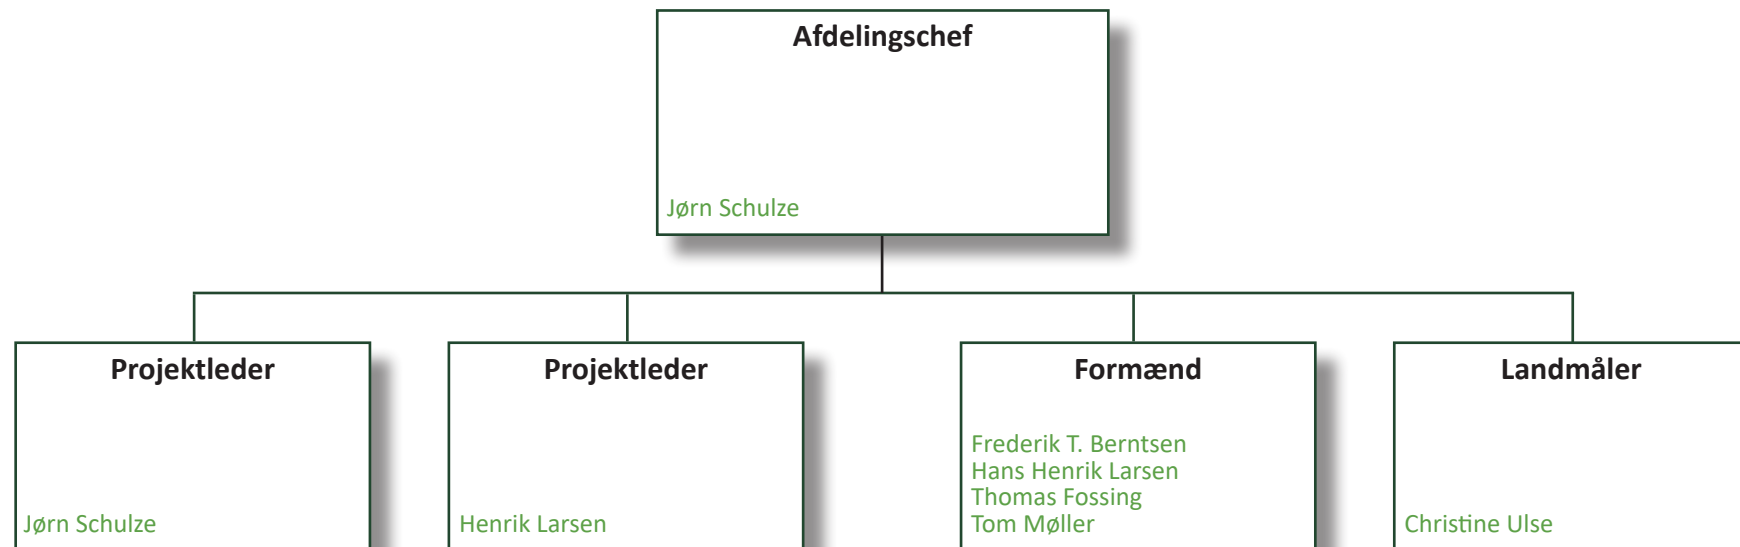 Afdelingschef
Jørn Schulze
Projektleder
Jørn Schulze
Projektleder
Henrik Larsen
Formænd
Frederik T. Berntsen
Hans Henrik Larsen
Thomas Fossing
Tom Møller
Landmåler
Christine Ulse